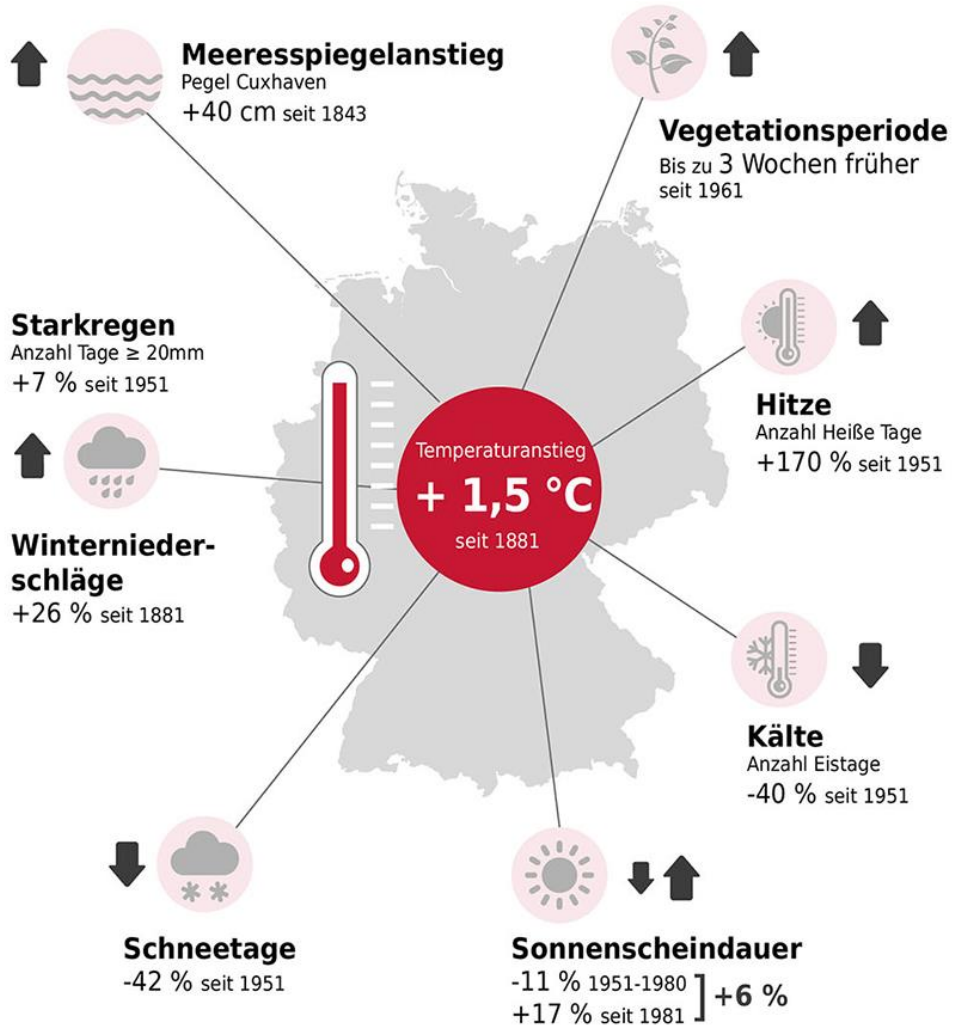 Meeresspiegelanstieg
Pegel Cuxhaven
+40 cm seit 1843
Vegetationsperiode
Bis zu 3 Wochen früher
seit 1961
Starkregen
Anzahl Tage ≥ 20mm
+7 % seit 1951
Hitze
Anzahl Heiße Tage
+170 % seit 1951
Temperaturanstieg
+ 1,5 °C
seit 1881
Winternieder-
schläge
+26 % seit 1881
Kälte
Anzahl Eistage
-40 % seit 1951
Schneetage
-42 % seit 1951
Sonnenscheindauer
-11 % 1951-1980
+17 % seit 1981
+6 %